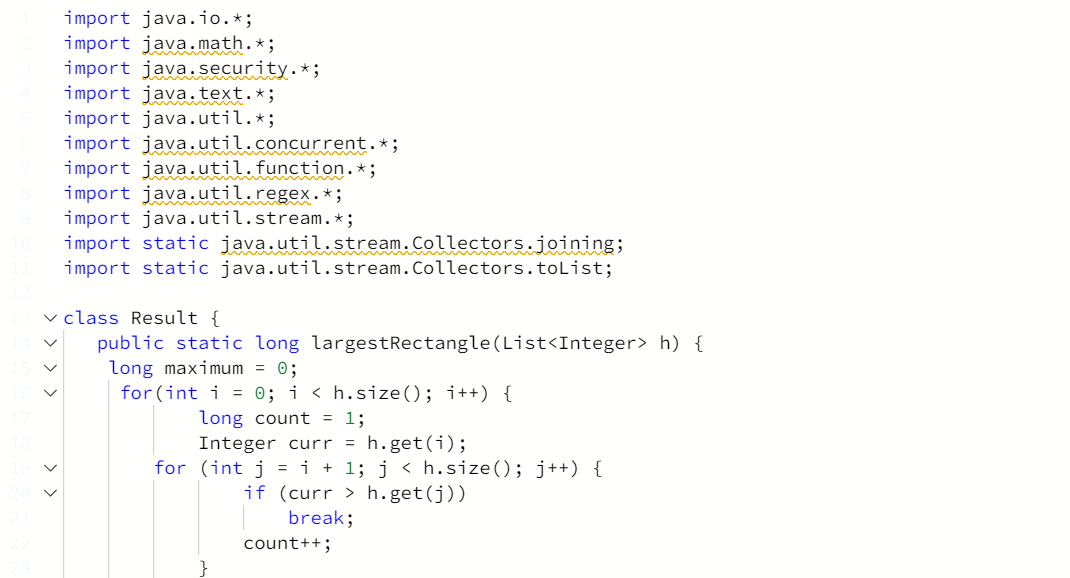 1 import java.io.*;
2 import java.math.*;
3 import java.security.*;
4 import java.text.*;
5 import java.util.*;
6 import java.util.concurrent.*;
7 import java.util.function.*;
8 import java.util.regex.*;
9 import java.util.stream.*;
10 import static java.util.stream.Collectors.joining;
11 import static java.util.stream.Collectors.toList;
12
13 class Result {
14 public static long largestRectangle(List<Integer> h) {
15 long maximum = 0;
16 for(int i = 0; i < h.size(); i++) {
17 long count = 1;
18 Integer curr = h.get(i);
19 for (int j = i + 1; j < h.size(); j++) {
20 if (curr > h.get(j))
21 break;
22 count++;
23 }